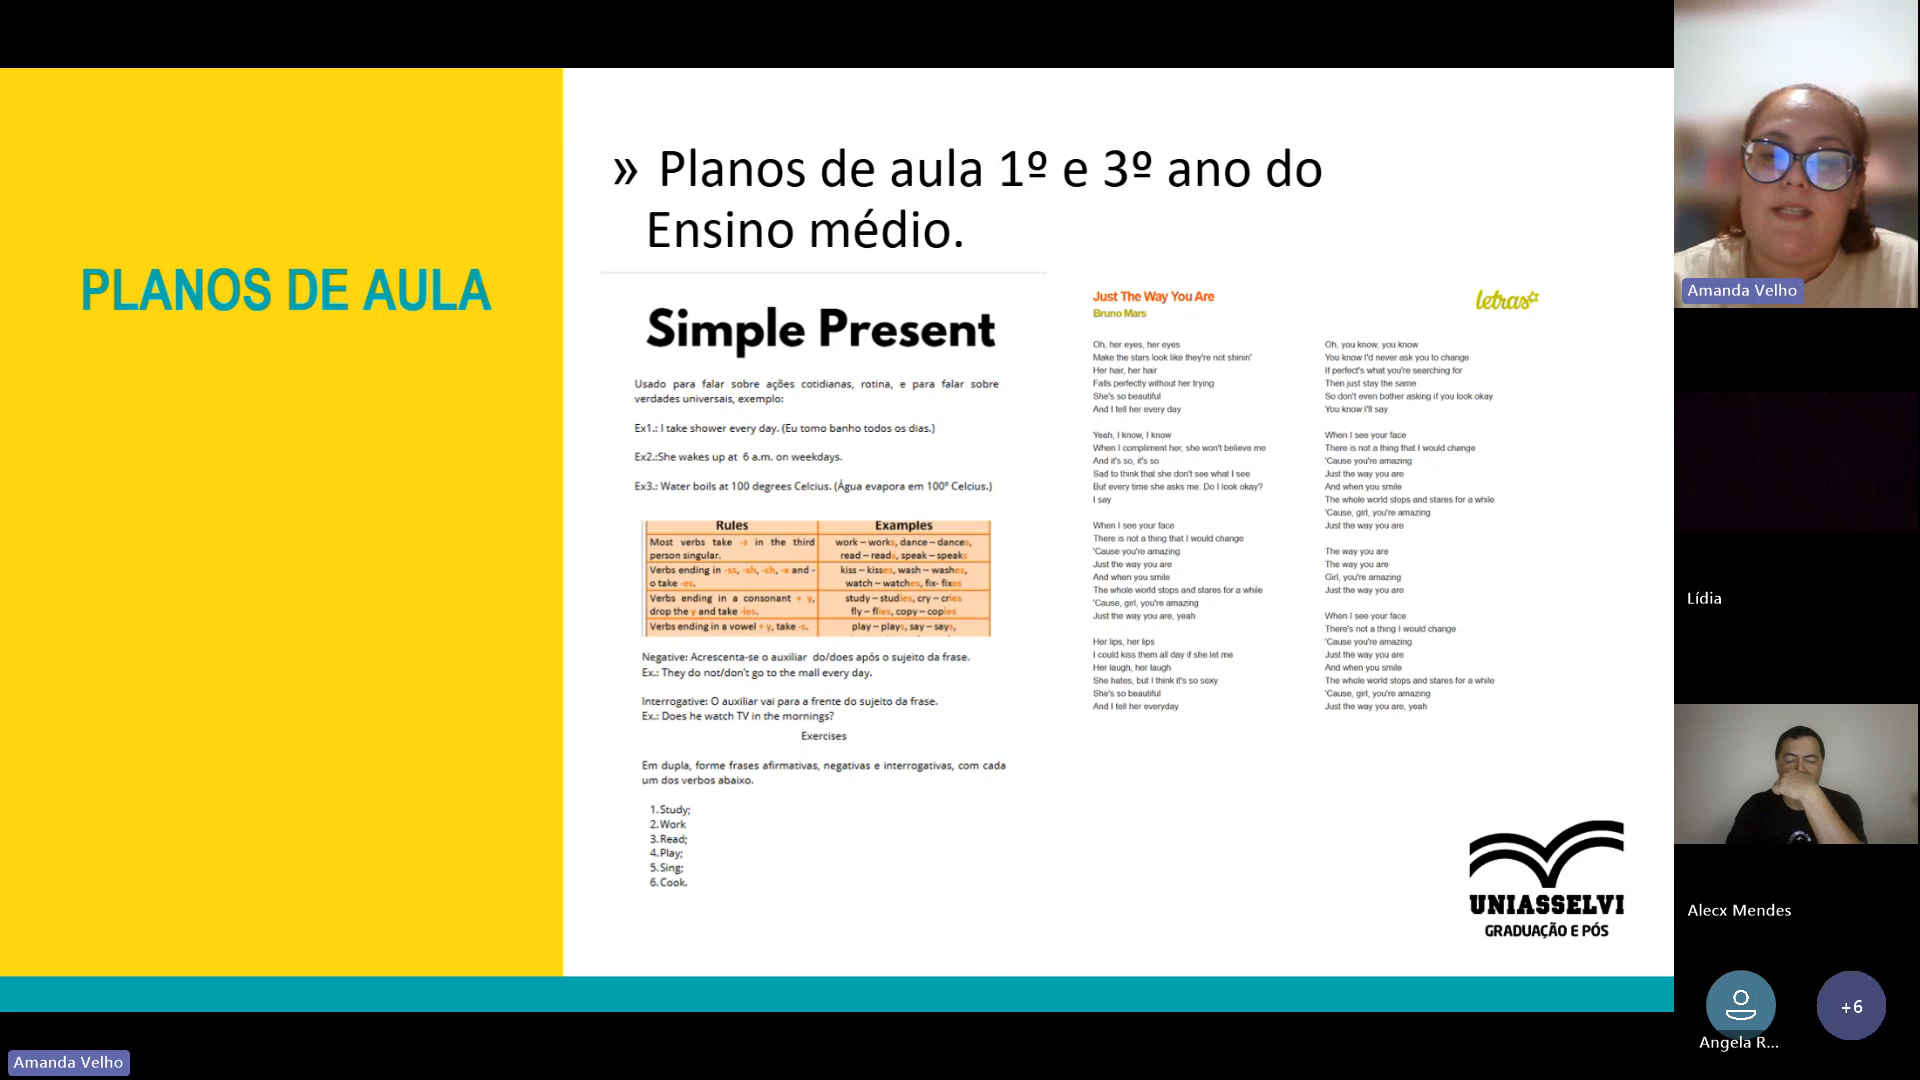 PLANOS DE AULA
» Planos de aula 1º e 3º ano do
Ensino médio.
Simple Present
Usado para falar sobre ações cotidianas, rotina, e para falar sobre
verdades universais, exemplo:
Ex1.: I take shower every day. (Eu tomo banho todos os dias.)
Ex2.:She wakes up at 6 a.m. on weekdays.
Ex3.: Water boils at 100 degrees Celcius. (Água evapora em 100º Celcius.)
Rules Examples
Most verbs take -s in the third work – works, dance – dances,
person singular. read – reads, speak – speaks
Verbs ending in -ss, -sh, -ch, -x and - kiss – kisses, wash – washes,
o take -es. watch – watches, fix- fixes
Verbs ending in a consonant + y, study – studies, cry – cries
drop the y and take -ies. fly – flies, copy – copies
Verbs ending in a vowel + y, take -s. play – plays, say – says,
Negative: Acrescenta-se o auxiliar do/does após o sujeito da frase.
Ex.: They do not/don't go to the mall every day.
Interrogative: O auxiliar vai para a frente do sujeito da frase.
Ex.: Does he watch TV in the mornings?
Exercises
Em dupla, forme frases afirmativas, negativas e interrogativas, com cada
um dos verbos abaixo.
1.Study;
2.Work
3.Read;
4.Play;
5.Sing;
6.Cook.
Just The Way You Are
Bruno Mars
letras
Oh, her eyes, her eyes
Make the stars look like they're not shinin'
Her hair, her hair
Falls perfectly without her trying
She's so beautiful
And I tell her every day
Yeah, I know, I know
When I compliment her, she won't believe me
And it's so, it's so
Sad to think that she don't see what I see
But every time she asks me: Do I look okay?
I say
When I see your face
There is not a thing that I would change
'Cause you're amazing
Just the way you are
And when you smile
The whole world stops and stares for a while
'Cause, girl, you're amazing
Just the way you are, yeah
Her lips, her lips
I could kiss them all day if she let me
Her laugh, her laugh
She hates, but I think it's so sexy
She's so beautiful
And I tell her everyday
Oh, you know, you know
You know I'd never ask you to change
If perfect's what you're searching for
Then just stay the same
So don't even bother asking if you look okay
You know I'll say
When I see your face
There is not a thing that I would change
'Cause you're amazing
Just the way you are
And when you smile
The whole world stops and stares for a while
'Cause, girl, you're amazing
Just the way you are
The way you are
The way you are
Girl, you're amazing
Just the way you are
When I see your face
There's not a thing I would change
'Cause you're amazing
Just the way you are
And when you smile
The whole world stops and stares for a while
'Cause, girl, you're amazing
Just the way you are, yeah
UNIASSELVI
GRADUAÇÃO E PÓS
Amanda Velho
Lídia
Alecx Mendes
Angela R...
+6
Amanda Velho